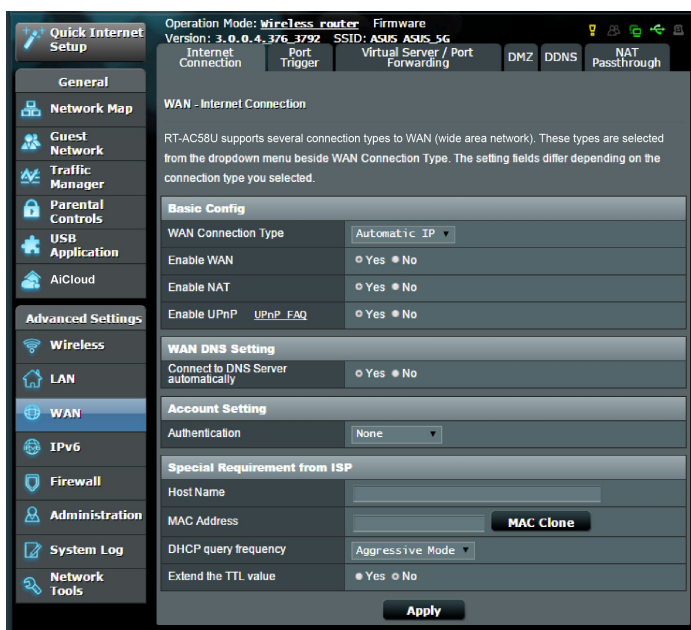 Operation Mode: Wireless router Firmware
Version: 3.0.0.4.376_3792 SSID: ASUS ASUS_5G
Quick Internet
Setup
General
Network Map
Guest
Network
Traffic
Manager
Parental
Controls
USB
Application
AiCloud
Advanced Settings
Wireless
LAN
WAN
IPv6
Firewall
Administration
System Log
Network
Tools
Internet
Connection
Port
Trigger
Virtual Server / Port
Forwarding
DMZ
DDNS
NAT
Passthrough
WAN - Internet Connection
RT-AC58U supports several connection types to WAN (wide area network). These types are selected
from the dropdown menu beside WAN Connection Type. The setting fields differ depending on the
connection type you selected.
Basic Config
WAN Connection Type Automatic IP
Enable WAN Yes No
Enable NAT Yes No
Enable UPnP UPnP FAQ Yes No
WAN DNS Setting
Connect to DNS Server
automatically Yes No
Account Setting
Authentication None
Special Requirement from ISP
Host Name
MAC Address MAC Clone
DHCP query frequency Aggressive Mode
Extend the TTL value Yes No
Apply